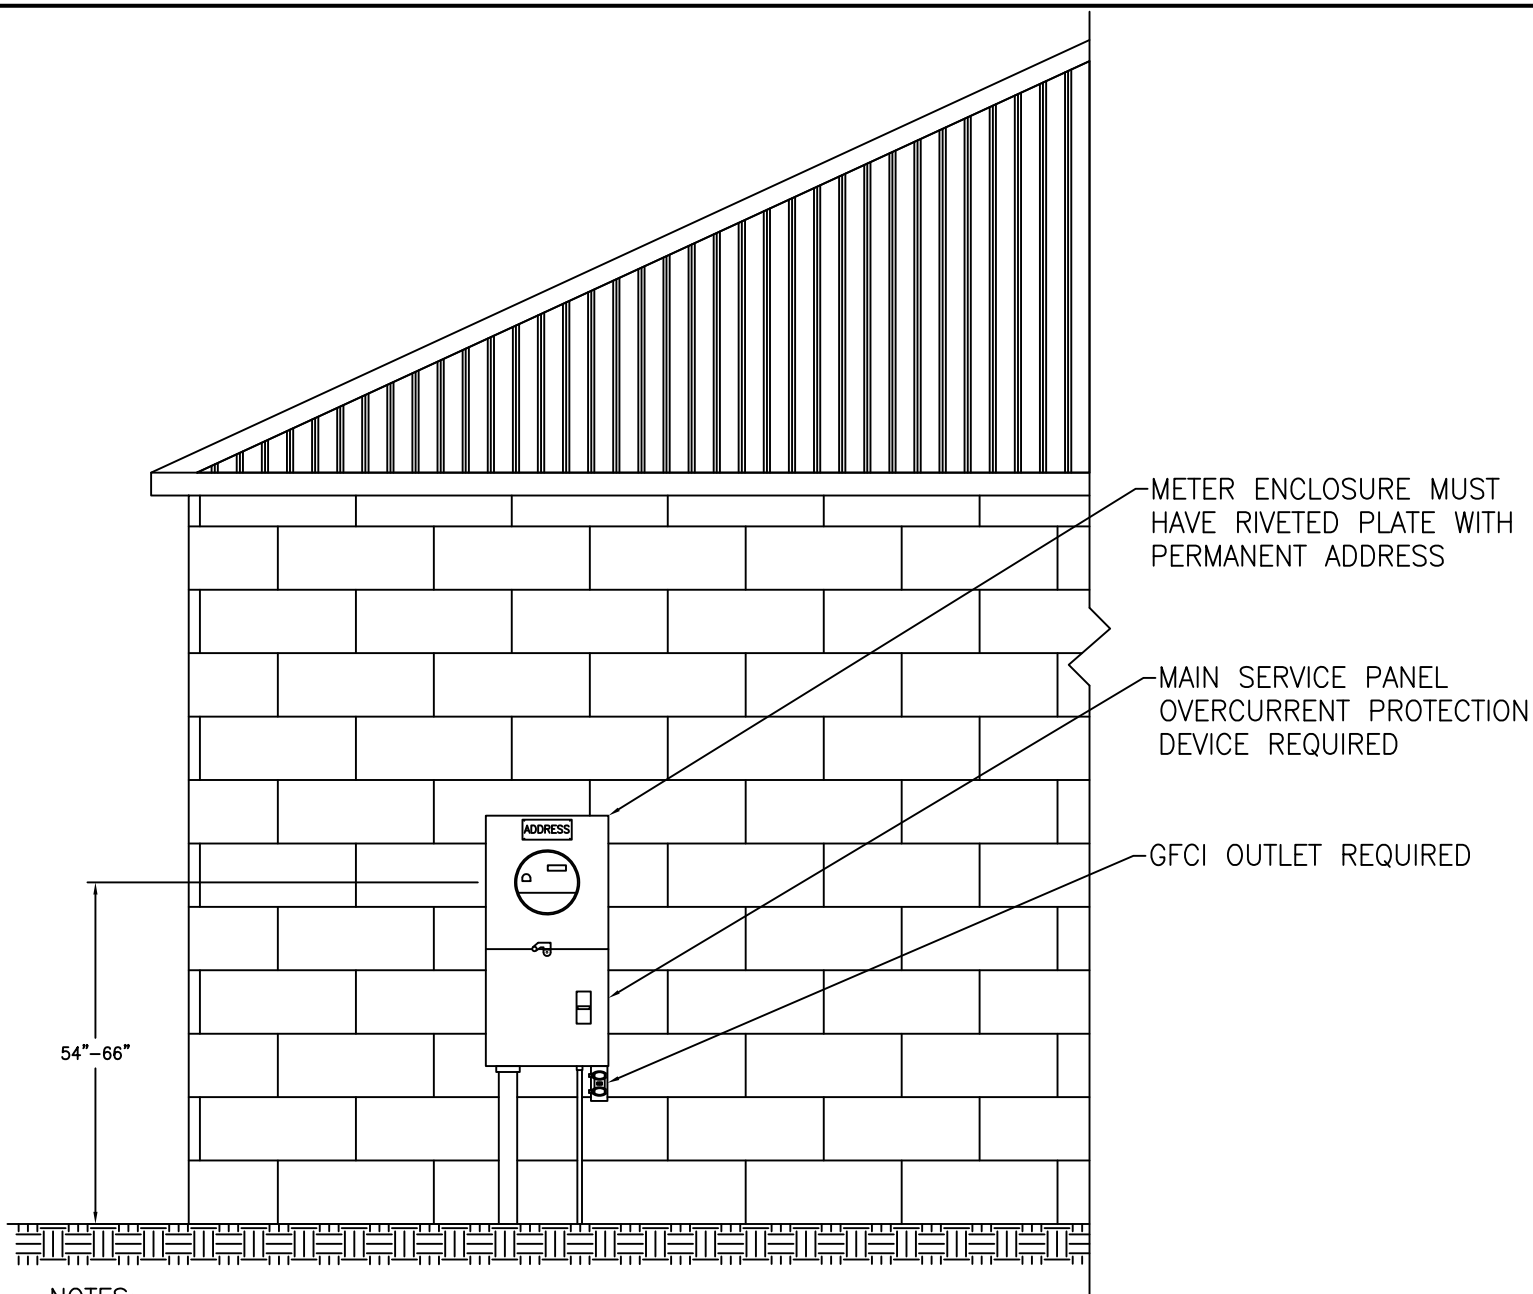 METER ENCLOSURE MUST
HAVE RIVETED PLATE WITH
PERMANENT ADDRESS
MAIN SERVICE PANEL
OVERCURRENT PROTECTION
DEVICE REQUIRED
ADDRESS
GFCI OUTLET REQUIRED
54"-66"
NOTES